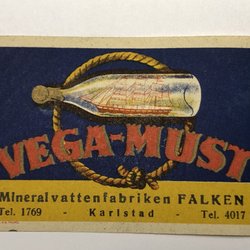 VEGA-MUST
Mineralvattenfabriken FALKEN
Tel. 1769 - Karlstad - Tel. 4017